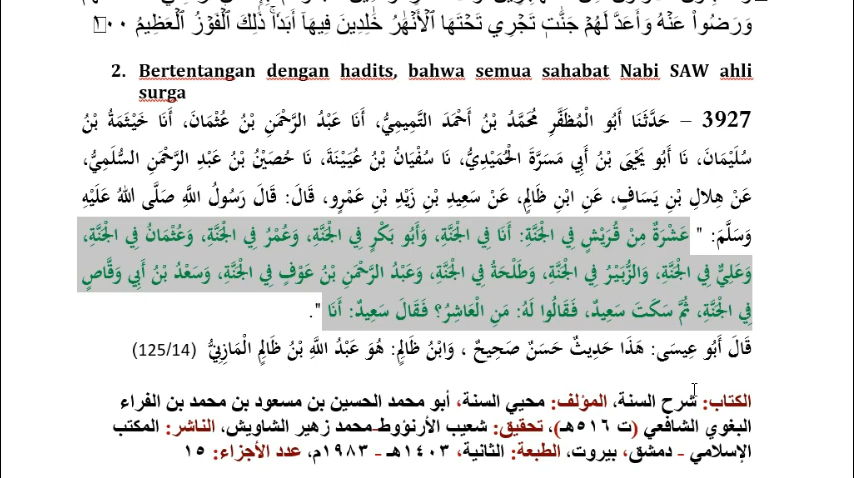 وَرَضُواْ عَنۡهُ وَأَعَدَّ لَهُمۡ جَنَّٰتٖ تَجۡرِي تَحۡتَهَا ٱلۡأَنۡهَٰرُ خَٰلِدِينَ فِيهَآ أَبَدٗاۚ ذَٰلِكَ ٱلۡفَوۡزُ ٱلۡعَظِيمُ ١٠٠
2. Bertentangan dengan hadits, bahwa semua sahabat Nabi SAW ahli
surga
3927 – حَدَّثَنَا أَبُو الْمُظَفَّرِ مُحَمَّدُ بْنُ أَحْمَدَ التَّمِيمِيُّ، أَنَا عَبْدُ الرَّحْمَنِ بْنُ عُثْمَانَ، أَنَا خَيْثَمَةُ بْنُ
سُلَيْمَانَ، نَا أَبُو يَحْيَى بْنُ أَبِي مَسَرَّةَ الْحُمَيْدِيُّ، نَا سُفْيَانُ بْنُ عُيَيْنَةَ، نَا حُصَيْنُ بْنُ عَبْدِ الرَّحْمَنِ السُّلَمِيُّ،
عَنْ هِلالِ بْنِ يَسَافٍ، عَنِ ابْنِ ظَالِمٍ، عَنْ سَعِيدِ بْنِ زَيْدِ بْنِ عَمْرِو، قَالَ: قَالَ رَسُولُ اللَّهِ صَلَّى اللهُ عَلَيْهِ
وَسَلَّمَ: " عَشْرَةٌ مِنْ قُرَيْشٍ فِي الْجَنَّةِ: أَنَا فِي الْجَنَّةِ، وَأَبُو بَكْرٍ فِي الْجَنَّةِ، وَعُمْرُ فِي الْجَنَّةِ، وَعُثْمَانُ فِي الْجَنَّةِ،
وَعَلِيٌّ فِي الْجَنَّةِ، وَالزُّبَيْرُ فِي الْجَنَّةِ، وَطَلْحَةُ فِي الْجَنَّةِ، وَعَبْدُ الرَّحْمَنِ بْنُ عَوْفٍ فِي الْجَنَّةِ، وَسَعْدُ بْنُ أَبِي وَقَّاصٍ
فِي الْجَنَّةِ، ثُمَّ سَكَتَ سَعِيدٌ، فَقَالُوا لَهُ: مَنِ الْعَاشِرُ؟ فَقَالَ سَعِيدٌ: أَنَا ".
قَالَ أَبُو عِيسَى: هَذَا حَدِيثٌ حَسَنٌ صَحِيحٌ ، وَابْنُ ظَالِمٍ: هُوَ عَبْدُ اللَّهِ بْنُ ظَالِمٍ الْمَازِنِيُّ (125/14)
الكتاب: شرح السنة، المؤلف: محيي السنة، أبو محمد الحسين بن مسعود بن محمد بن الفراء
البغوي الشافعي (ت ٥١٦هـ)، تحقيق: شعيب الأرنؤوط-محمد زهير الشاويش، الناشر: المكتب
الإسلامي - دمشق، بيروت، الطبعة: الثانية، ١٤٠٣هـ - ١٩٨٣م، عدد الأجزاء: ١٥